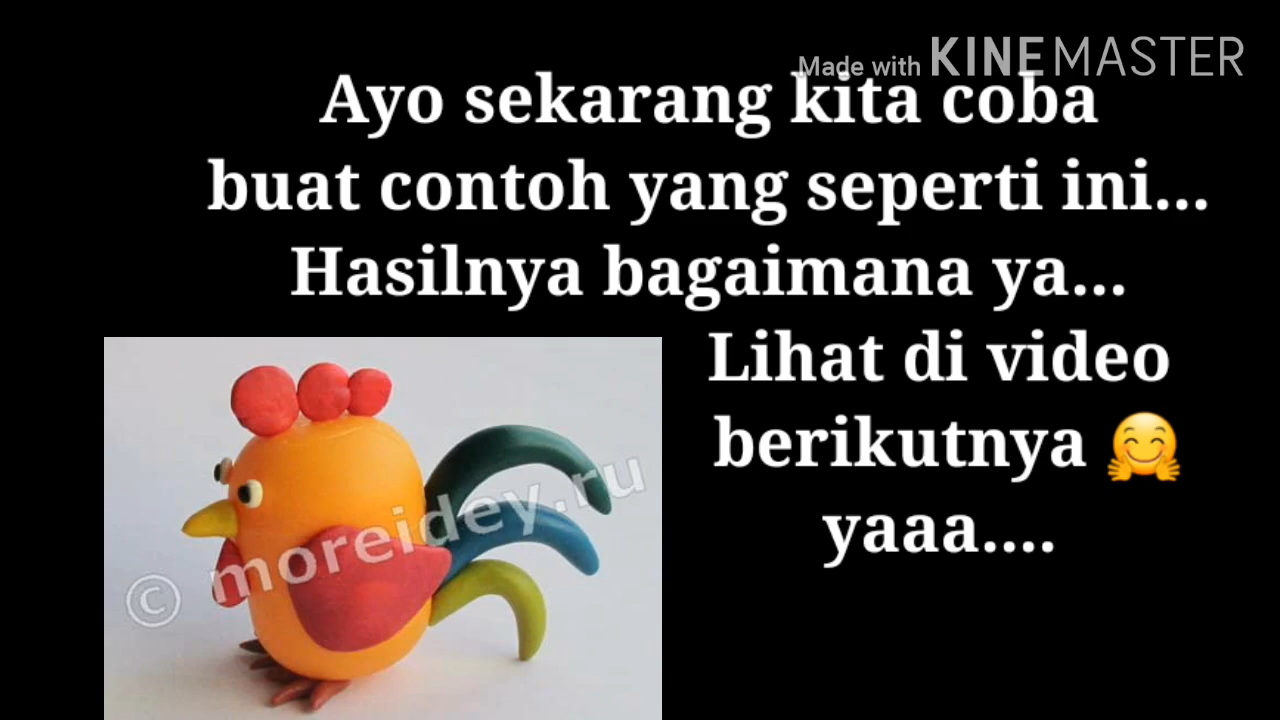 Made with KINEMASTER
Ayo sekarang kita coba
buat contoh yang seperti ini...
Hasilnya bagaimana ya...
Lihat di video
berikutnya 🤗
yaaa....
© moreidey.ru